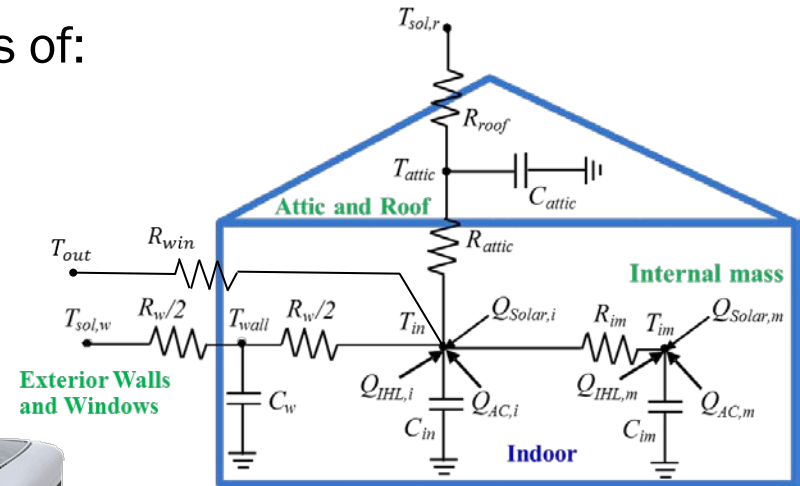 s of:
T_sol,r
R_roof
T_attic
C_attic
Attic and Roof
R_attic
R_win
T_out
Internal mass
T_sol,w
R_w/2
T_wall
R_w/2
T_in
Q_Solar,i
R_im
T_im
Q_Solar,m
Exterior Walls
and Windows
C_w
Q_IHL,i
Q_AC,i
Q_IHL,m
Q_AC,m
C_in
C_im
Indoor